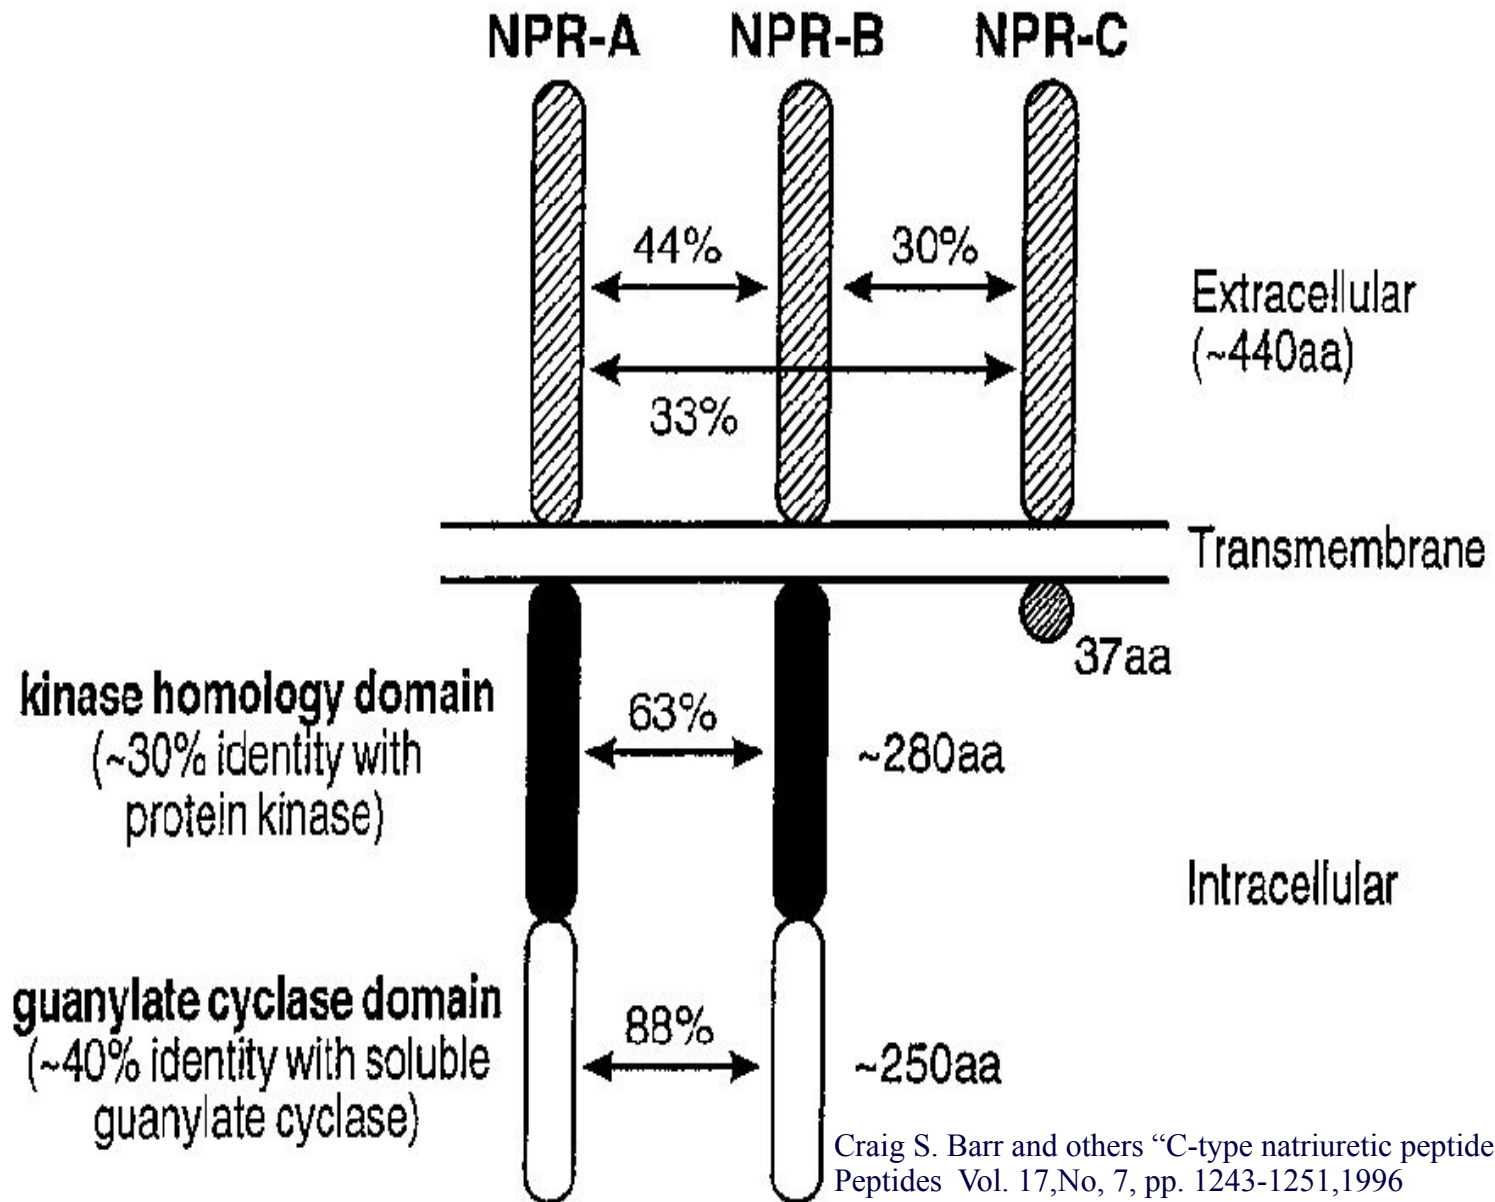 NPR-A NPR-B NPR-C
44% 30%
Extracellular
(~440aa)
33%
Transmembrane
37aa
kinase homology domain
(~30% identity with
protein kinase)
63%
~280aa
Intracellular
guanylate cyclase domain
(~40% identity with soluble
guanylate cyclase)
88%
~250aa
Craig S. Barr and others “C-type natriuretic peptide
Peptides Vol. 17,No, 7, pp. 1243-1251,1996